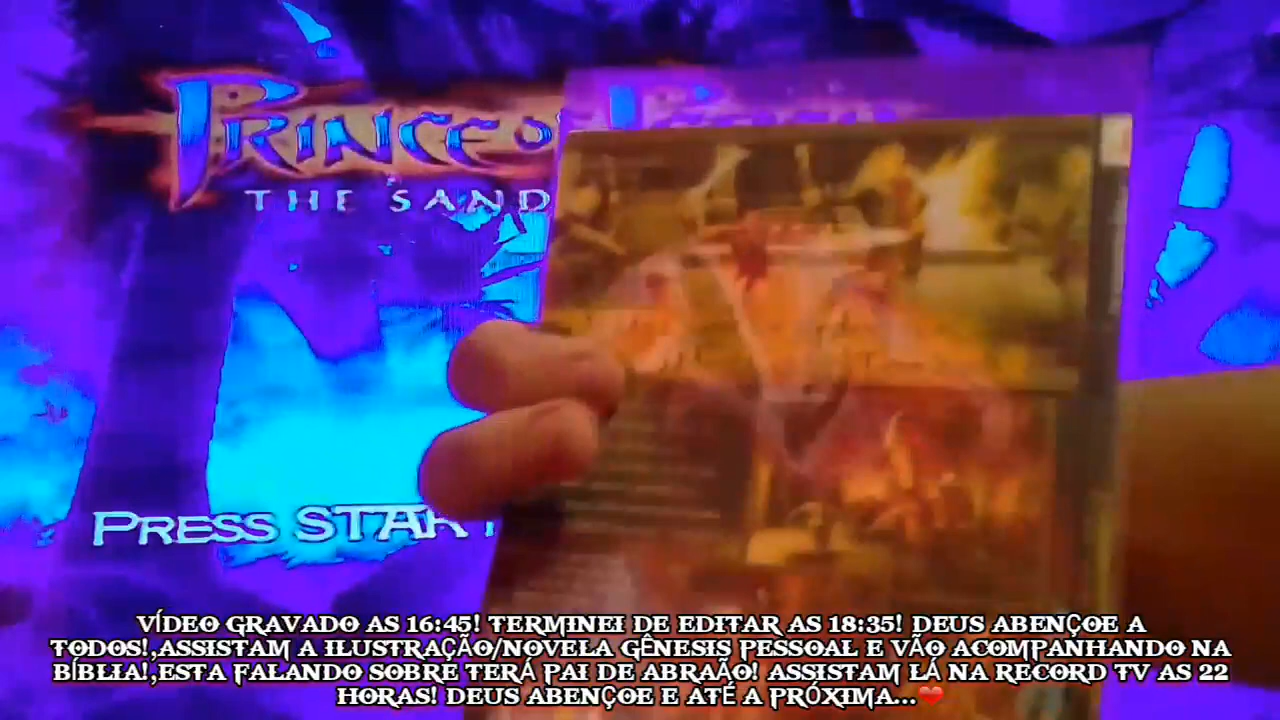 PRINCE O
THE SAND
PRESS START
VÍDEO GRAVADO AS 16:45! TERMINEI DE EDITAR AS 18:35! DEUS ABENÇOE A
TODOS!,ASSISTAM A ILUSTRAÇÃO/NOVELA GÊNESIS PESSOAL E VÃO ACOMPANHANDO NA
BÍBLIA!,ESTA FALANDO SOBRE TERÁ PAI DE ABRAÃO! ASSISTAM LÁ NA RECORD TV AS 22
HORAS! DEUS ABENÇOE E ATÉ A PRÓXIMA...❤